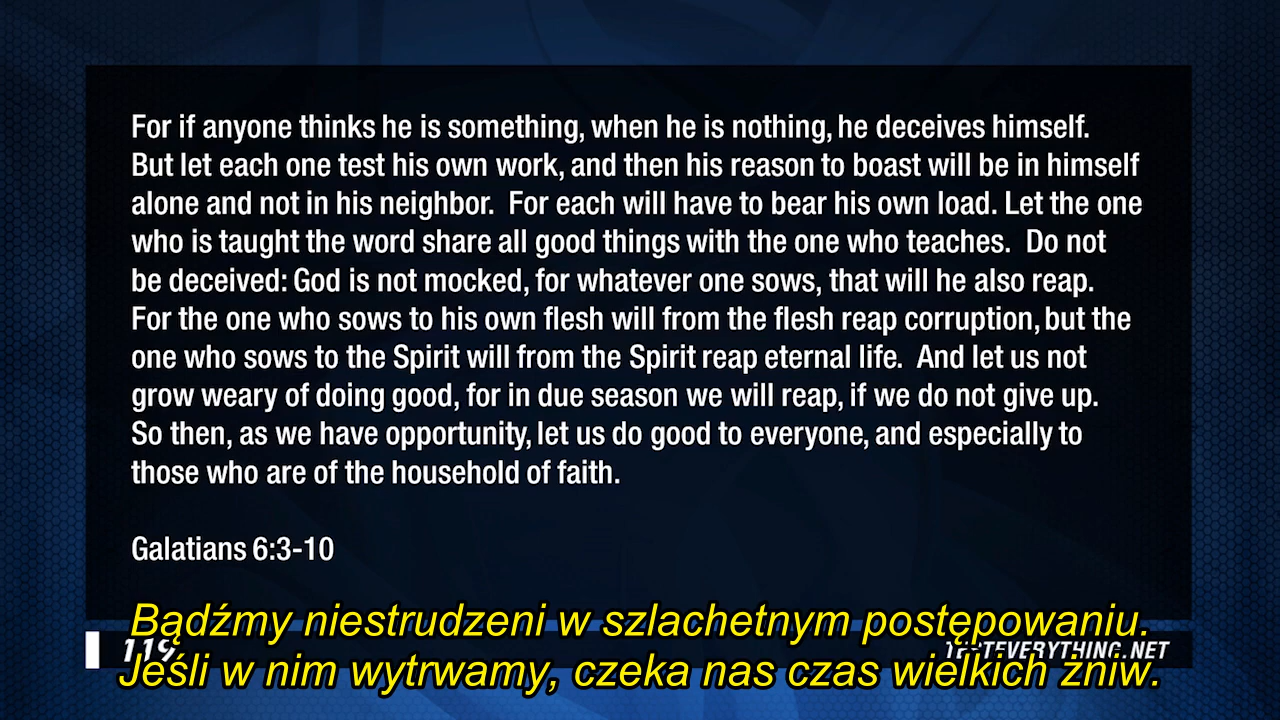 For if anyone thinks he is something, when he is nothing, he deceives himself.
But let each one test his own work, and then his reason to boast will be in himself
alone and not in his neighbor.  For each will have to bear his own load. Let the one
who is taught the word share all good things with the one who teaches.  Do not
be deceived: God is not mocked, for whatever one sows, that will he also reap.
For the one who sows to his own flesh will from the flesh reap corruption, but the
one who sows to the Spirit will from the Spirit reap eternal life.  And let us not
grow weary of doing good, for in due season we will reap, if we do not give up.
So then, as we have opportunity, let us do good to everyone, and especially to
those who are of the household of faith.
Galatians 6:3-10
Bądźmy niestrudzeni w szlachetnym postępowaniu.
119 TESTEVERYTHING.NET
Jeśli w nim wytrwamy, czeka nas czas wielkich żniw.